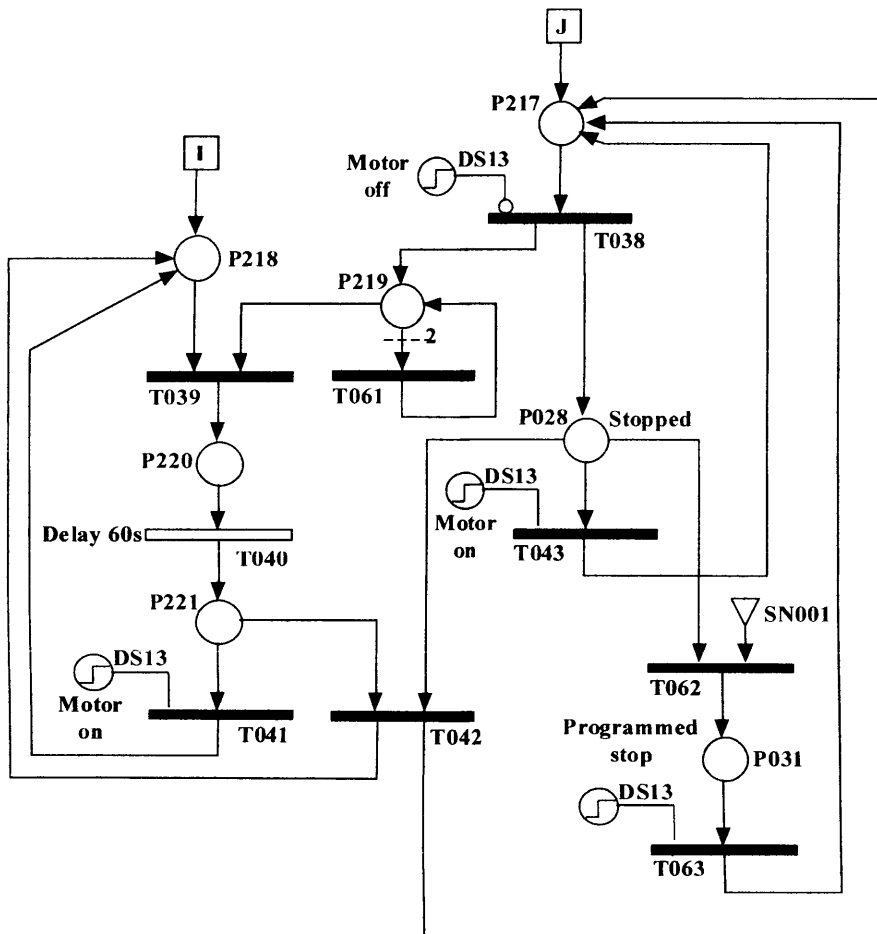 J
P217
I
Motor
off
DS13
T038
P218
P219
2
T039
T061
P028
Stopped
P220
DS13
Motor
on
T043
Delay 60s
T040
P221
SN001
DS13
Motor
on
T041
T042
T062
Programmed
stop
P031
DS13
T063